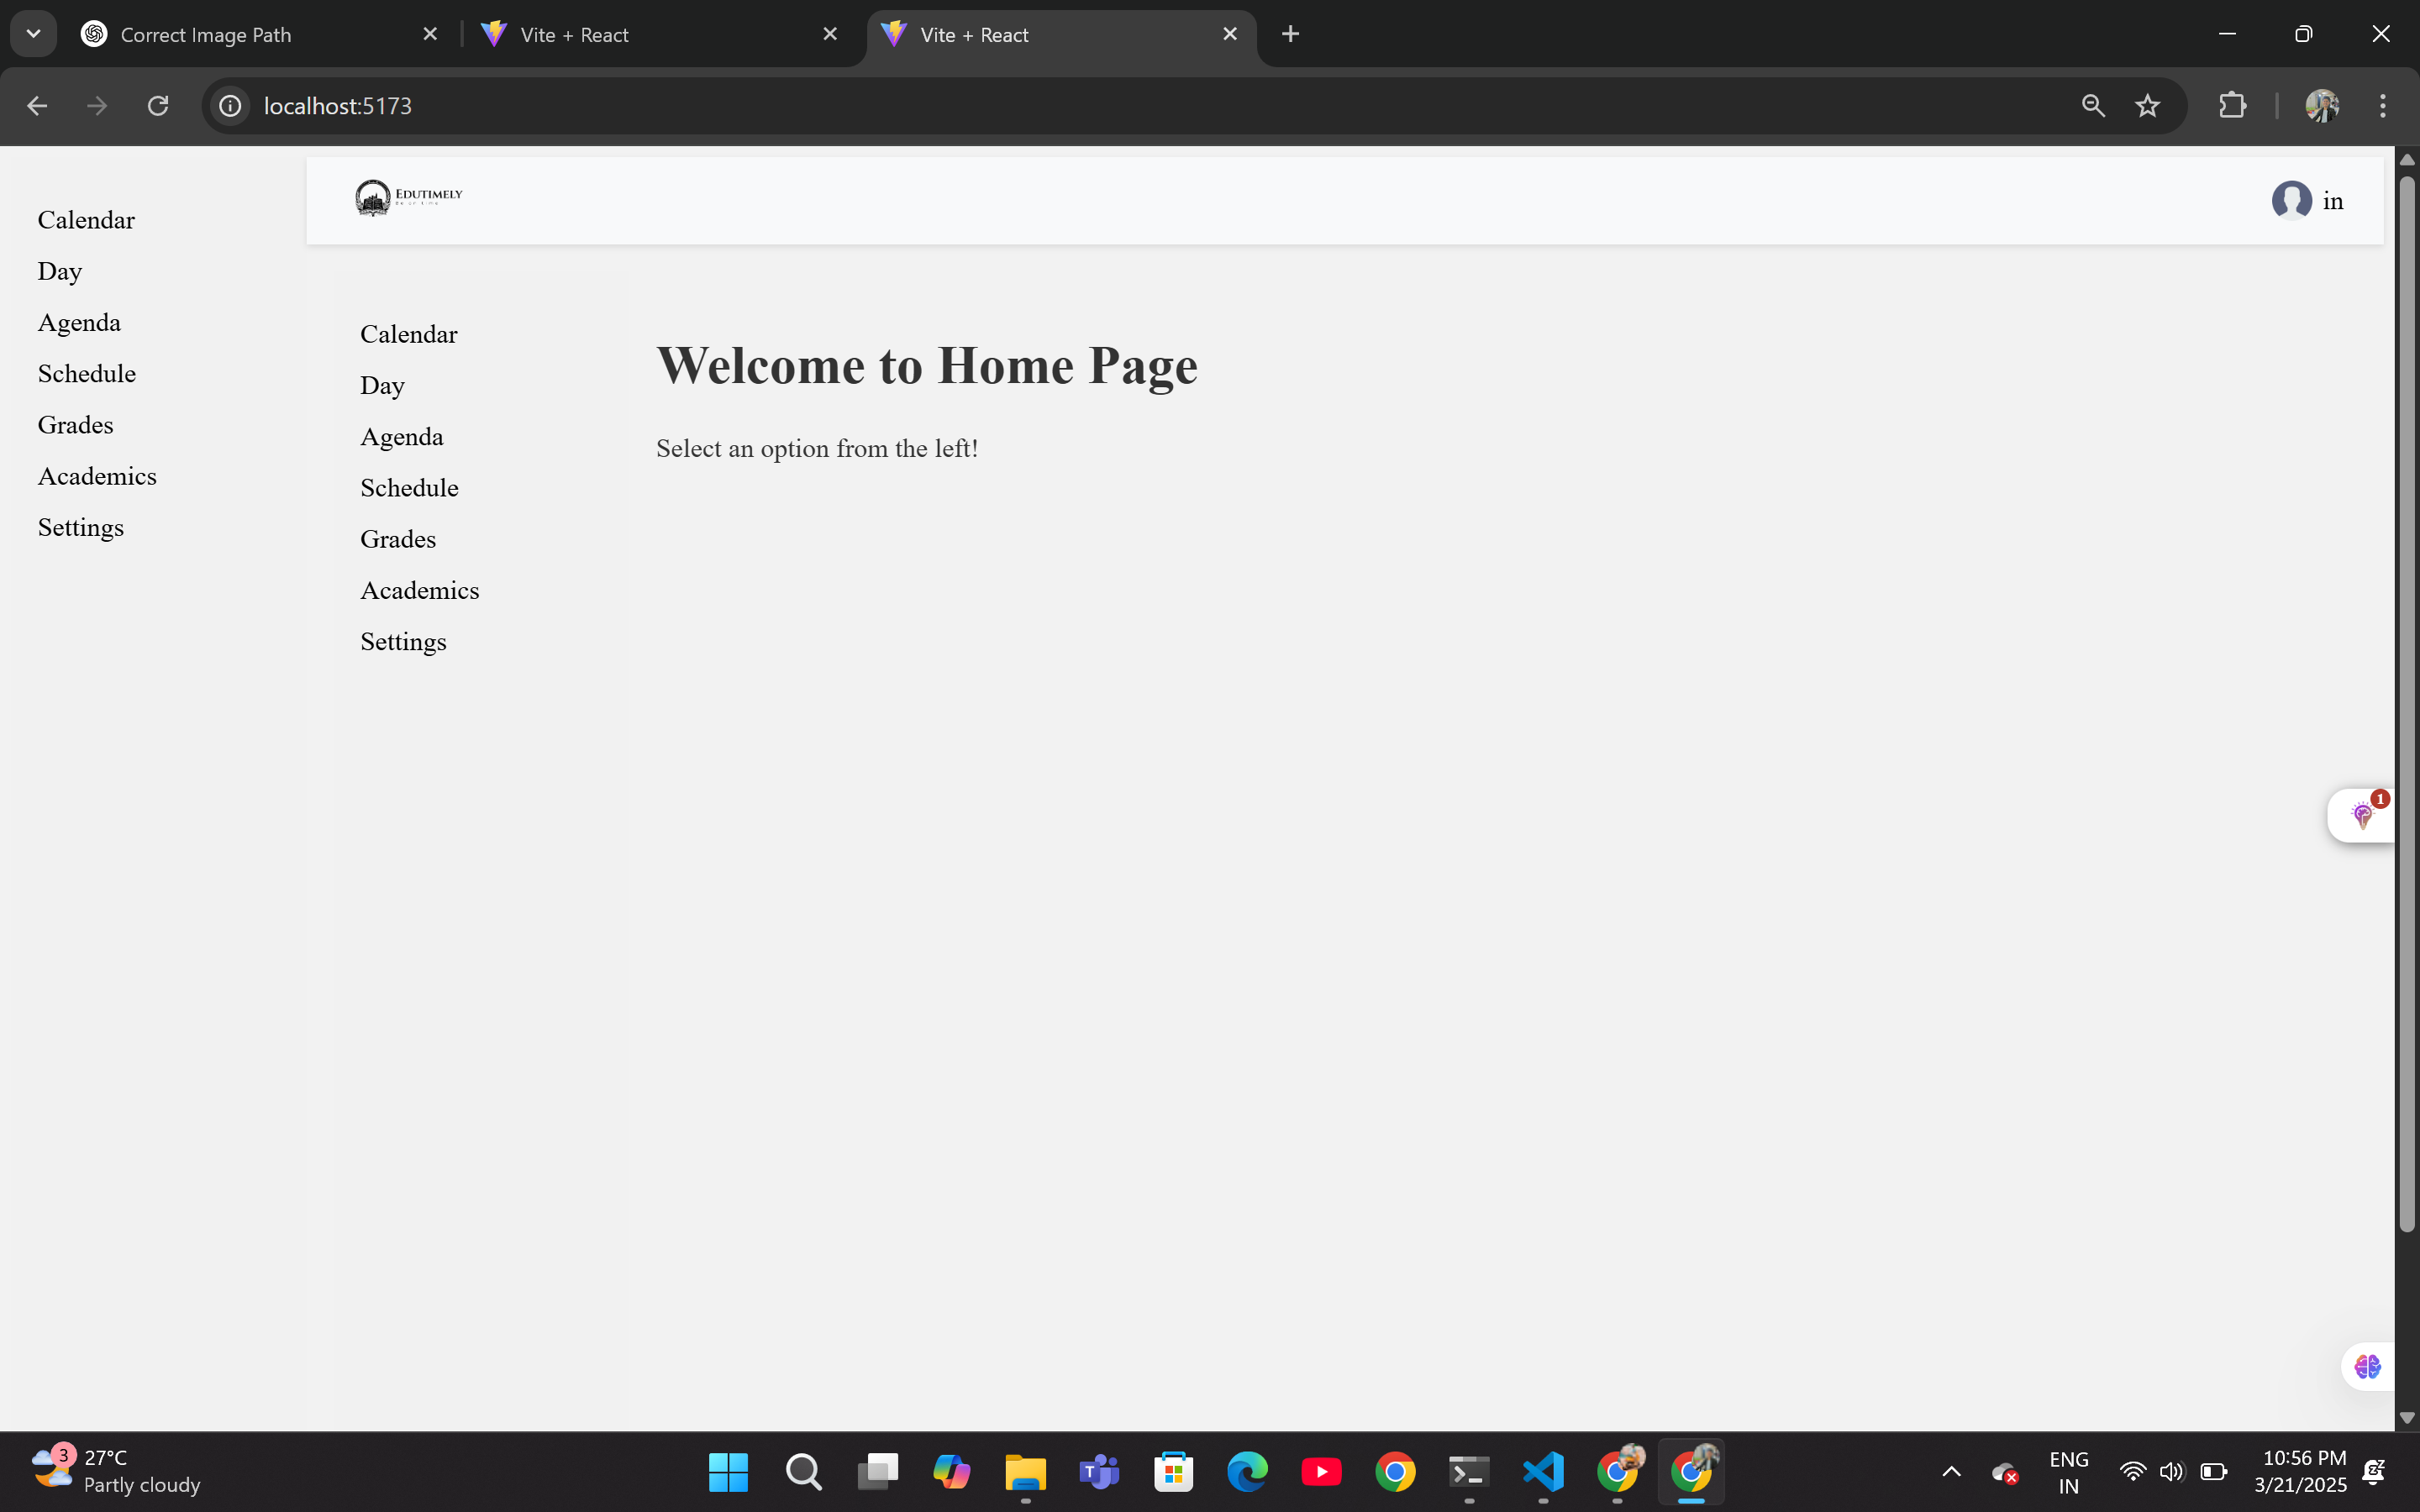 Correct Image Path
Vite + React
Vite + React
localhost:5173
Calendar
Day
Agenda
Schedule
Grades
Academics
Settings
EDUTIMELY
in
Calendar
Day
Agenda
Schedule
Grades
Academics
Settings
Welcome to Home Page
Select an option from the left!
1
3
27°C
Partly cloudy
ENG
IN
10:56 PM
3/21/2025